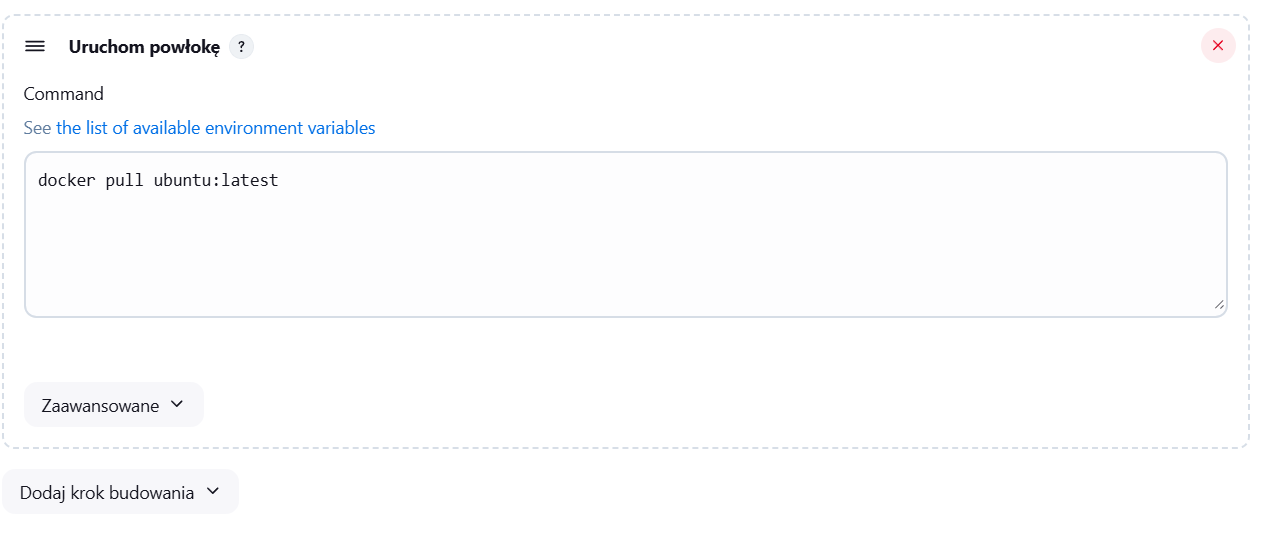 Uruchom powłokę ?
Command
See the list of available environment variables
docker pull ubuntu:latest
Zaawansowane
Dodaj krok budowania